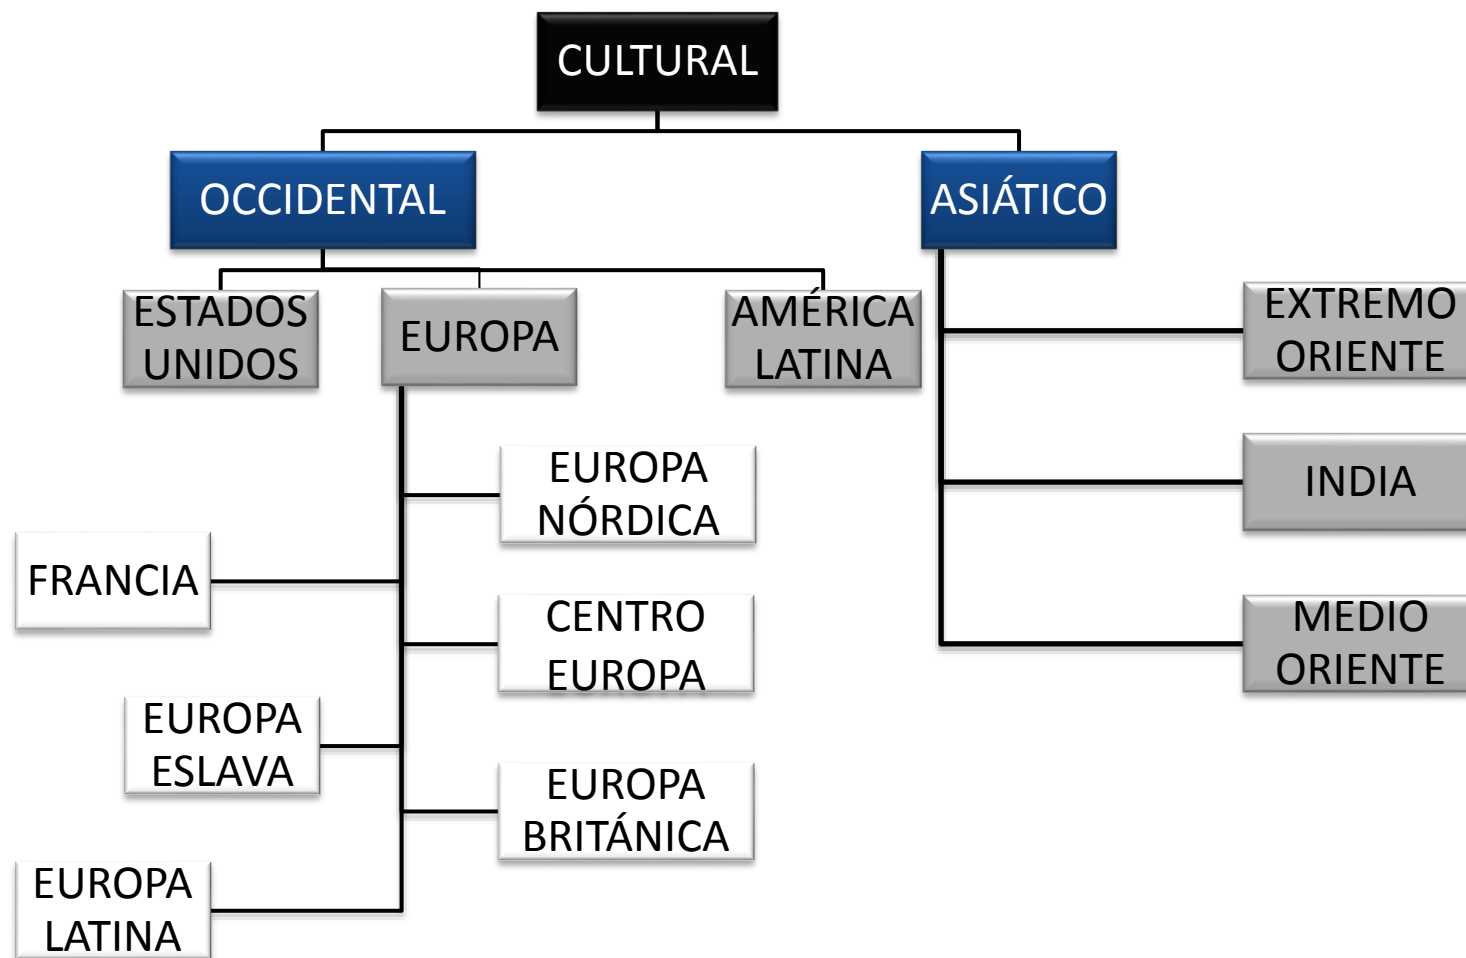 CULTURAL
OCCIDENTAL
ASIÁTICO
ESTADOS
UNIDOS
EUROPA
AMÉRICA
LATINA
EXTREMO
ORIENTE
INDIA
MEDIO
ORIENTE
EUROPA
NÓRDICA
FRANCIA
CENTRO
EUROPA
EUROPA
ESLAVA
EUROPA
BRITÁNICA
EUROPA
LATINA